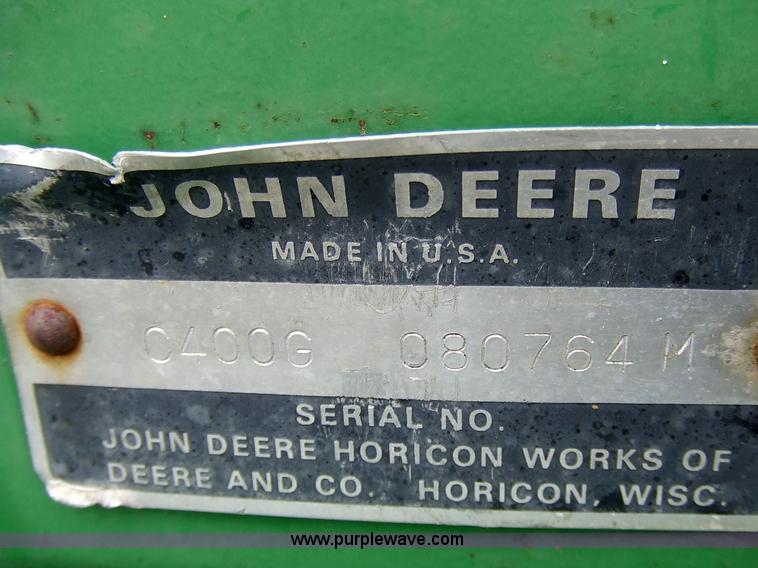 JOHN DEERE
MADE IN U.S.A.
0400G 080764 M
SERIAL NO.
JOHN DEERE HORICON WORKS OF
DEERE AND CO. HORICON, WISC.
www.purplewave.com